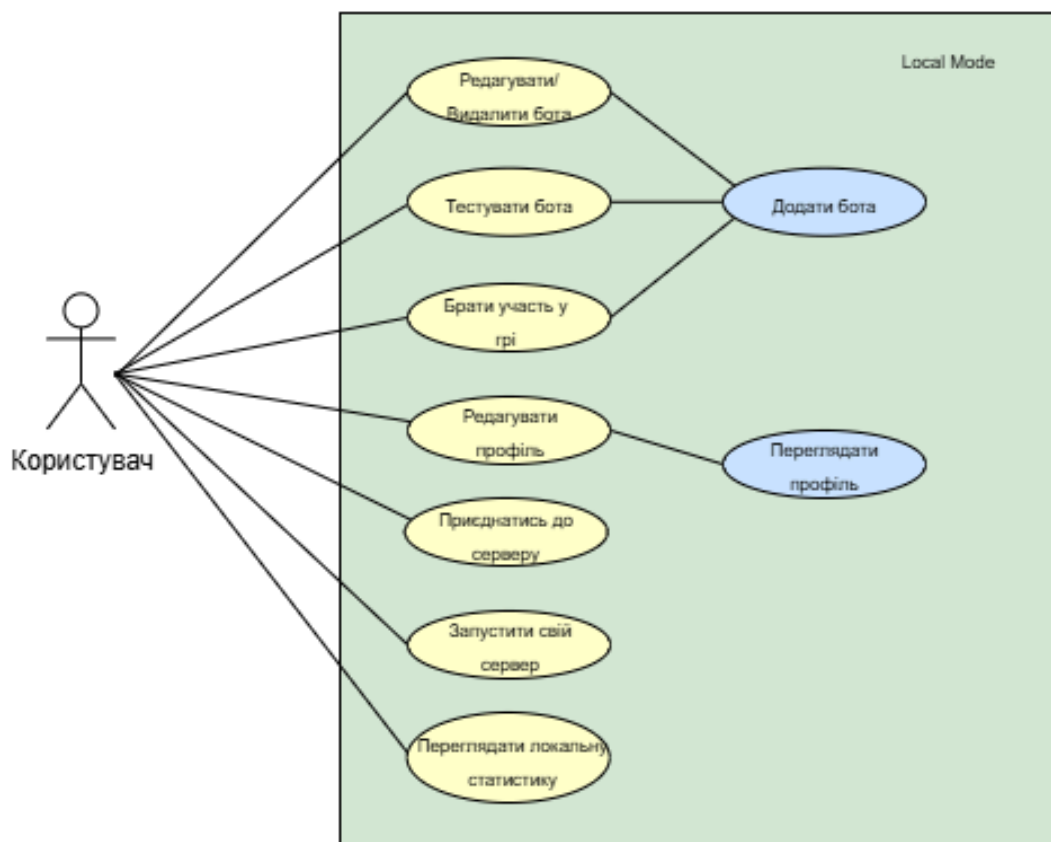 Local Mode
Редагувати/
Видалити бота
Тестувати бота
Додати бота
Брати участь у
грі
Користувач
Редагувати
профіль
Переглядати
профіль
Приєднатись до
серверу
Запустити свій
сервер
Переглядати локальну
статистику